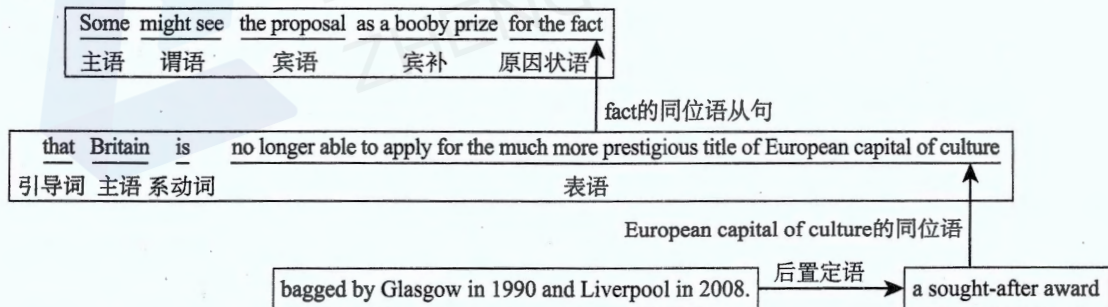 Some might see the proposal as a booby prize for the fact
主语 谓语 宾语 宾补 原因状语
fact的同位语从句
that Britain is no longer able to apply for the much more prestigious title of European capital of culture
引导词 主语 系动词 表语
European capital of culture的同位语
bagged by Glasgow in 1990 and Liverpool in 2008. 后置定语 a sought-after award